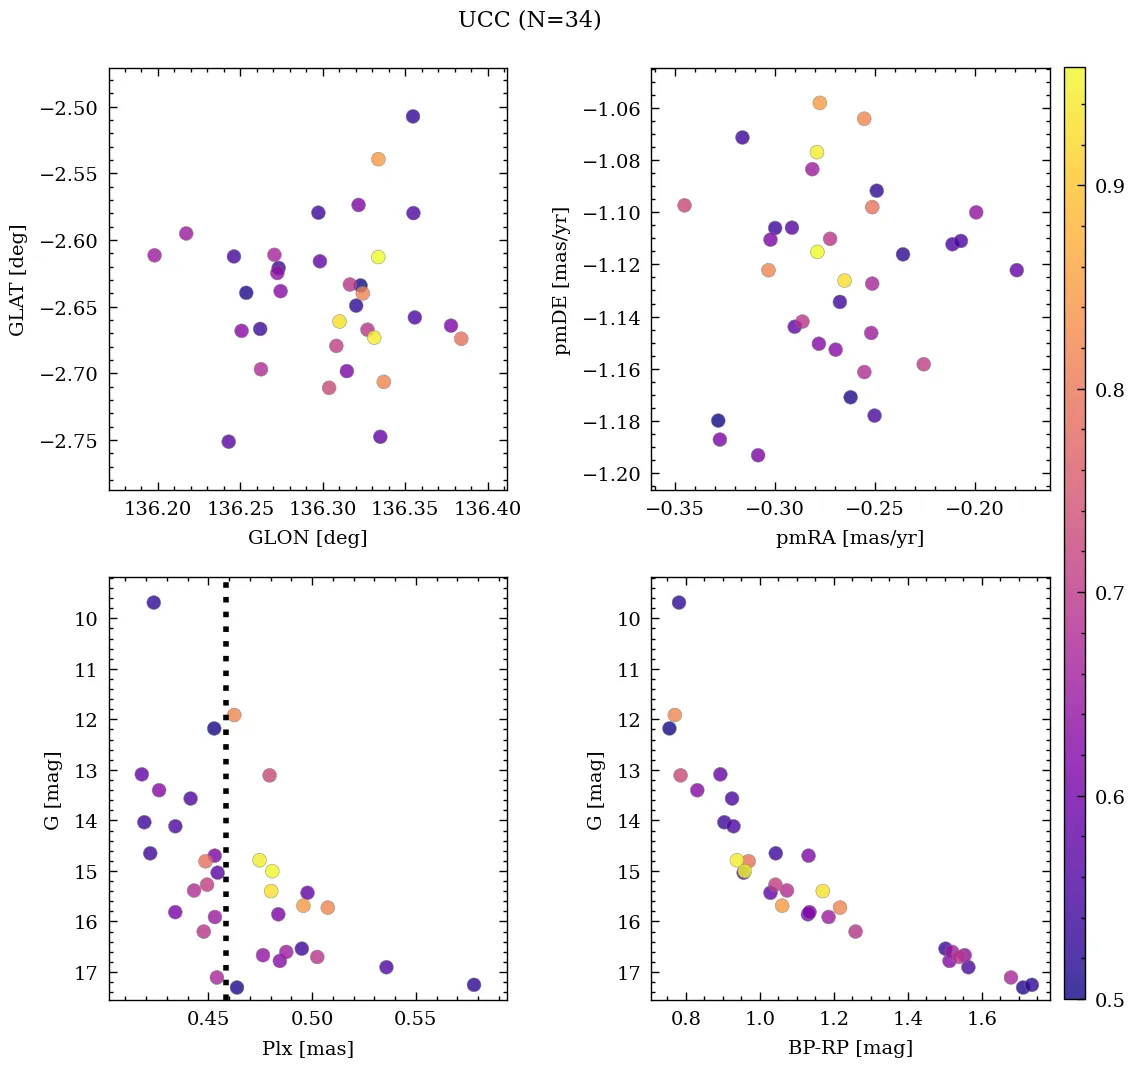 UCC (N=34)
−2.50
−2.55
−2.60
−2.65
−2.70
−2.75
GLAT [deg]
136.20 136.25 136.30 136.35 136.40
GLON [deg]
−1.06
−1.08
−1.10
−1.12
−1.14
−1.16
−1.18
−1.20
pmDE [mas/yr]
−0.35 −0.30 −0.25 −0.20
pmRA [mas/yr]
10
11
12
13
14
15
16
17
G [mag]
0.45 0.50 0.55
Plx [mas]
10
11
12
13
14
15
16
17
G [mag]
0.8 1.0 1.2 1.4 1.6
BP-RP [mag]
0.9
0.8
0.7
0.6
0.5